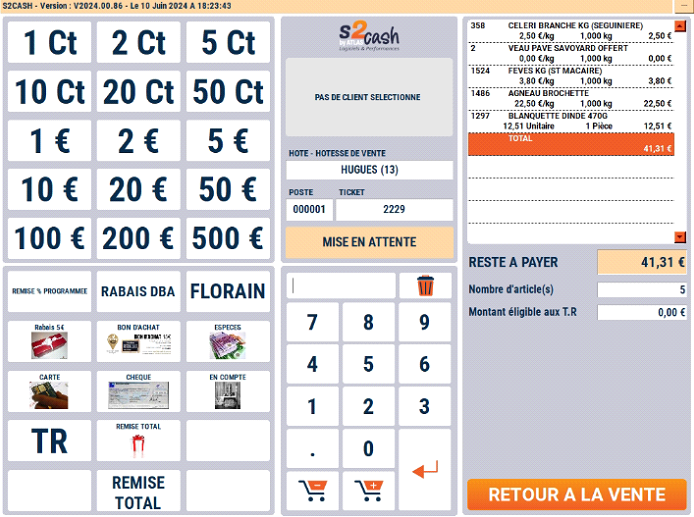 S2CASH - Version : V2024.00.86 - Le 10 Juin 2024 A 18:23:43
1 Ct 2 Ct 5 Ct
10 Ct 20 Ct 50 Ct
1 € 2 € 5 €
10 € 20 € 50 €
100 € 200 € 500 €
REMISE % PROGRAMMEE RABAIS DBA FLORAIN
Rabais 5€ BON D'ACHAT ESPECES
CARTE CHEQUE EN COMPTE
TR REMISE TOTAL
REMISE
TOTAL
S2cash
by ATLAS
Logiciels & Performances
PAS DE CLIENT SELECTIONNE
HOTE - HOTESSE DE VENTE
HUGUES (13)
POSTE TICKET
000001 2229
MISE EN ATTENTE
7 8 9
4 5 6
1 2 3
. 0
358 CELERI BRANCHE KG (SEGUINIERE)
2,50 €/kg 1,000 kg 2,50 €
2 VEAU PAVE SAVOYARD OFFERT
0,00 €/kg 1,000 kg 0,00 €
1524 FEVES KG (ST MACAIRE)
3,80 €/kg 1,000 kg 3,80 €
1486 AGNEAU BROCHETTE
22,50 €/kg 1,000 kg 22,50 €
1297 BLANQUETTE DINDE 470G
12,51 Unitaire 1 Pièce 12,51 €
TOTAL
41,31 €
RESTE A PAYER 41,31 €
Nombre d'article(s) 5
Montant éligible aux T.R 0,00 €
RETOUR A LA VENTE